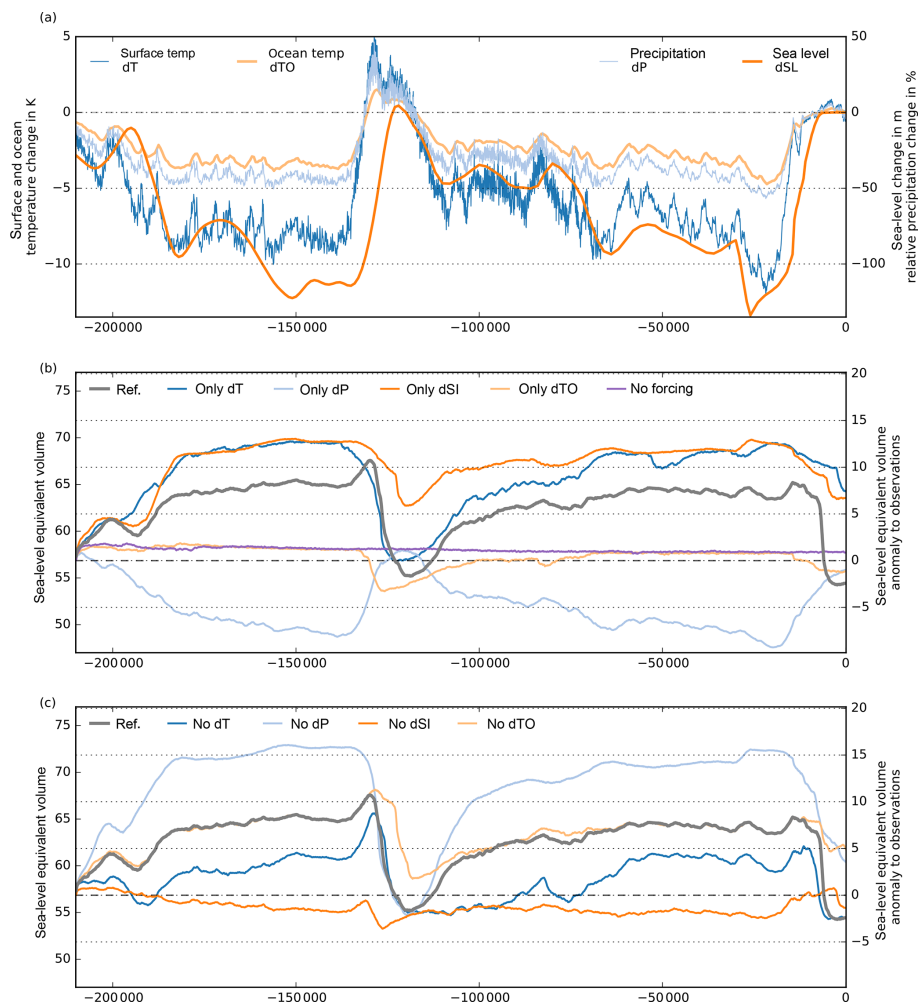 (a)
5
0
−5
−10
50
0
−50
−100
Surface temp
dT
Ocean temp
dTO
Precipitation
dP
Sea level
dSL
Surface and ocean
temperature change in K
Sea-level change in m
relative precipitation change in %
−200000
−150000
−100000
−50000
0
(b)
75
70
65
60
55
50
20
15
10
5
0
−5
Ref.
Only dT
Only dP
Only dSl
Only dTO
No forcing
Sea-level equivalent volume
Sea-level equivalent volume
anomaly to observations
−200000
−150000
−100000
−50000
0
(c)
75
70
65
60
55
50
20
15
10
5
0
−5
Ref.
No dT
No dP
No dSl
No dTO
Sea-level equivalent volume
Sea-level equivalent volume
anomaly to observations
−200000
−150000
−100000
−50000
0